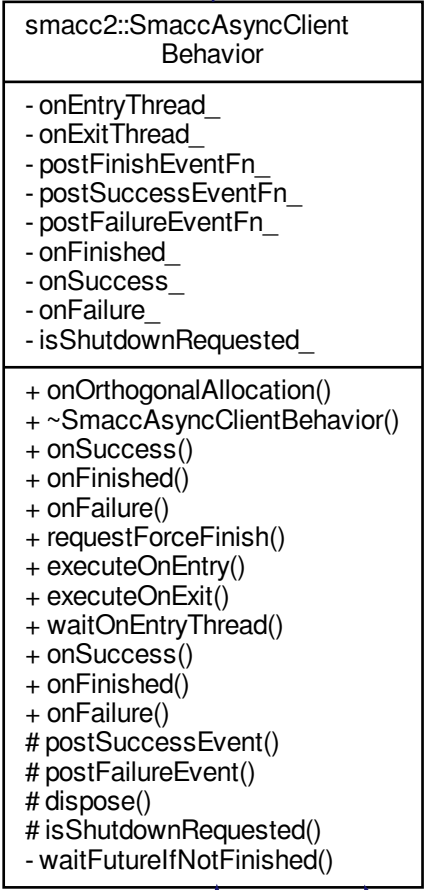 smacc2::SmaccAsyncClient
Behavior
- onEntryThread_
- onExitThread_
- postFinishEventFn_
- postSuccessEventFn_
- postFailureEventFn_
- onFinished_
- onSuccess_
- onFailure_
- isShutdownRequested_
+ onOrthogonalAllocation()
+ ~SmaccAsyncClientBehavior()
+ onSuccess()
+ onFinished()
+ onFailure()
+ requestForceFinish()
+ executeOnEntry()
+ executeOnExit()
+ waitOnEntryThread()
+ onSuccess()
+ onFinished()
+ onFailure()
# postSuccessEvent()
# postFailureEvent()
# dispose()
# isShutdownRequested()
- waitFutureIfNotFinished()